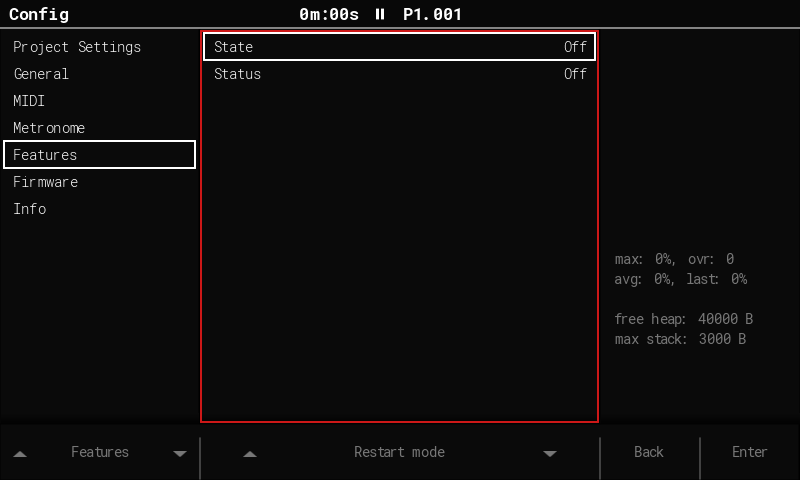 Config 0m:00s P1.001
Project Settings
General
MIDI
Metronome
Features
Firmware
Info
State Off
Status Off
max: 0%, ovr: 0
avg: 0%, last: 0%
free heap: 40000 B
max stack: 3000 B
Features Restart mode Back Enter